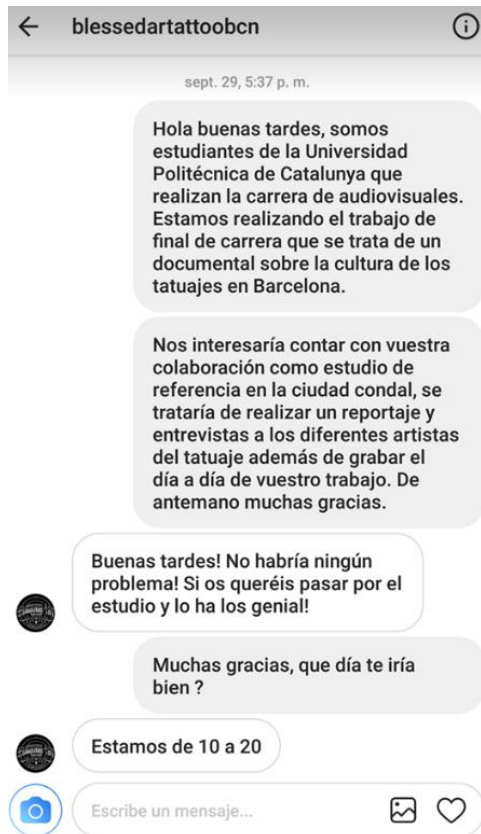 blessedartattoobcn
sept. 29, 5:37 p. m.
Hola buenas tardes, somos
estudiantes de la Universidad
Politécnica de Catalunya que
realizan la carrera de audiovisuales.
Estamos realizando el trabajo de
final de carrera que se trata de un
documental sobre la cultura de los
tatuajes en Barcelona.
Nos interesaría contar con vuestra
colaboración como estudio de
referencia en la ciudad condal, se
trataría de realizar un reportaje y
entrevistas a los diferentes artistas
del tatuaje además de grabar el
día a día de vuestro trabajo. De
antemano muchas gracias.
Buenas tardes! No habría ningún
problema! Si os queréis pasar por el
estudio y lo ha los genial!
Muchas gracias, que día te iría
bien ?
Estamos de 10 a 20
Escribe un mensaje...